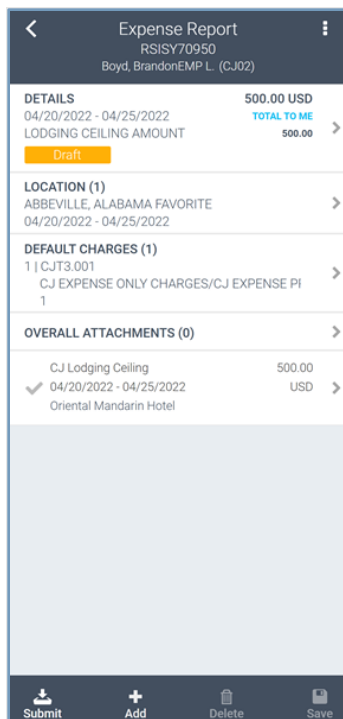 Expense Report
RSISY70950
Boyd, BrandonEMP L. (CJ02)
DETAILS 500.00 USD
04/20/2022 - 04/25/2022 TOTAL TO ME
LODGING CEILING AMOUNT 500.00
Draft
LOCATION (1)
ABBEVILLE, ALABAMA FAVORITE
04/20/2022 - 04/25/2022
DEFAULT CHARGES (1)
1 | CJT3.001
CJ EXPENSE ONLY CHARGES/CJ EXPENSE PF
1
OVERALL ATTACHMENTS (0)
CJ Lodging Ceiling 500.00
04/20/2022 - 04/25/2022 USD
Oriental Mandarin Hotel
Submit Add Delete Save